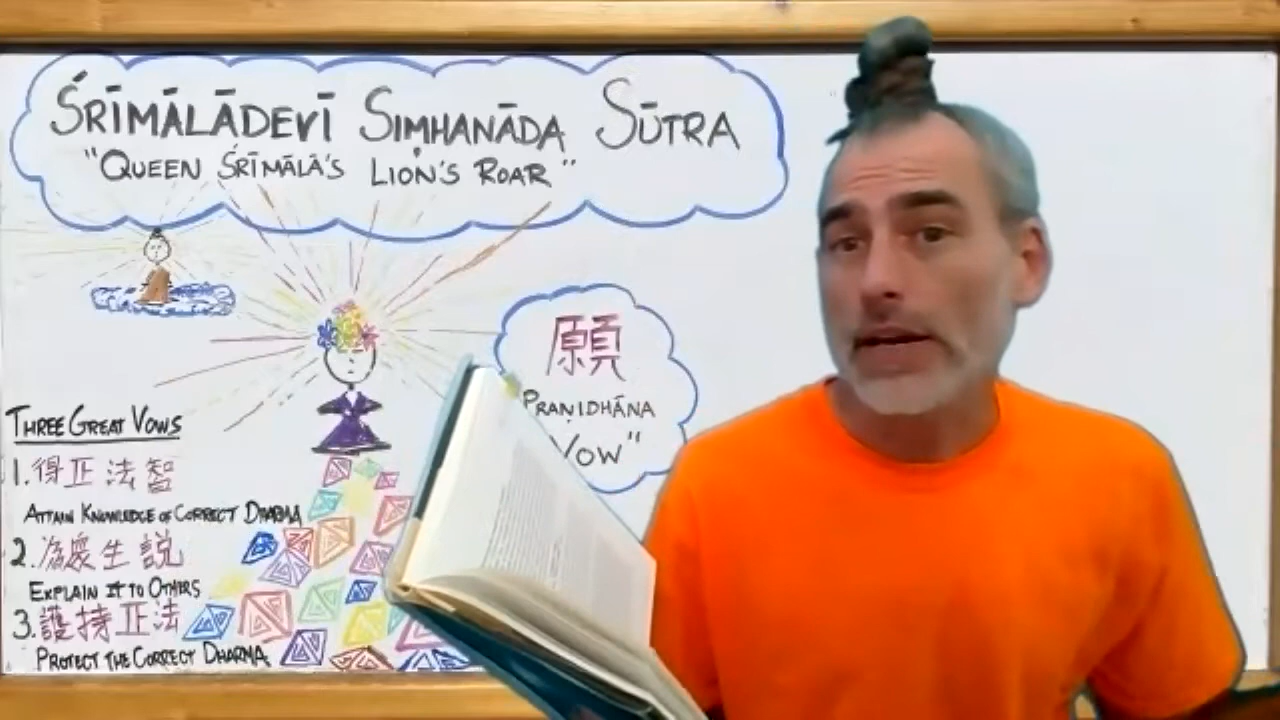 ŚRĪMĀLĀDEVĪ SIṂHANĀDA SŪTRA
"QUEEN ŚRĪMĀLĀ'S LION'S ROAR"
願
PRAṆIDHĀNA
VOW"
THREE GREAT VOWS
1. 得正法智
ATTAIN KNOWLEDGE OF CORRECT DHARMA
2. 為衆生說
EXPLAIN IT TO OTHERS
3. 護持正法
PROTECT THE CORRECT DHARMA